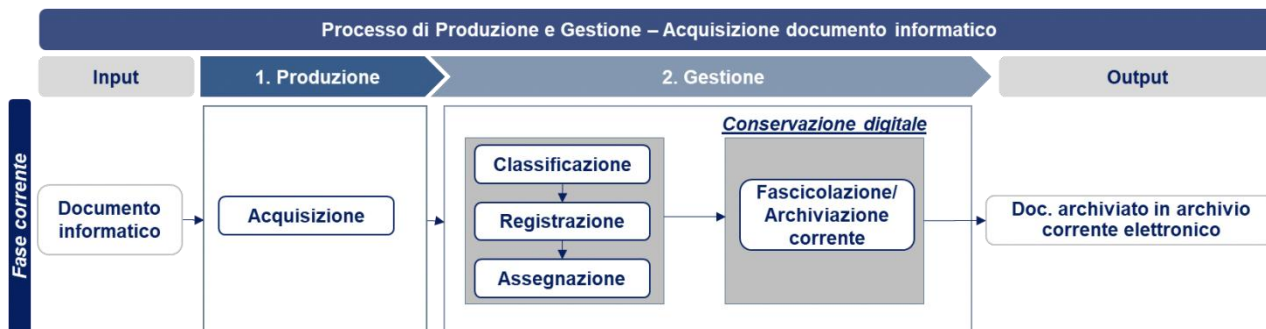 Processo di Produzione e Gestione – Acquisizione documento informatico
Input
1. Produzione
2. Gestione
Output
Fase corrente
Documento
informatico
Acquisizione
Classificazione
Registrazione
Assegnazione
Conservazione digitale
Fascicolazione/
Archiviazione
corrente
Doc. archiviato in archivio
corrente elettronico